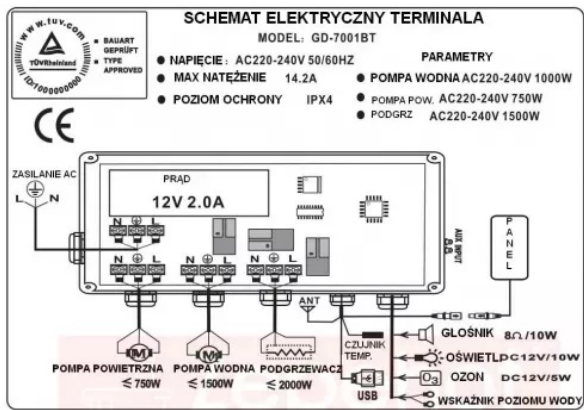 SCHEMAT ELEKTRYCZNY TERMINALA
MODEL: GD-7001BT
www.tuv.com
TÜVRheinland
ID:1000000000
BAUART
GEPRÜFT
TYPE
APPROVED
NAPIĘCIE : AC220-240V 50/60HZ
MAX NATĘŻENIE 14.2A
POZIOM OCHRONY IPX4
PARAMETRY
POMPA WODNA AC220-240V 1000W
POMPA POW. AC220-240V 750W
PODGRZ AC220-240V 1500W
CE
ZASILANIE AC
L N
PRĄD
12V 2.0A
N L
N L N L N L
AUX INPUT
PANEL
ANT
POMPA POWIETRZNA
≤ 750W
POMPA WODNA
≤ 1500W
PODGRZEWACZ
≤ 2000W
M
M
CZUJNIK
TEMP.
USB
GŁOŚNIK 8Ω/10W
OŚWIETL DC12V/10W
O3 OZON DC12V/5W
WSKAŹNIK POZIOMU WODY